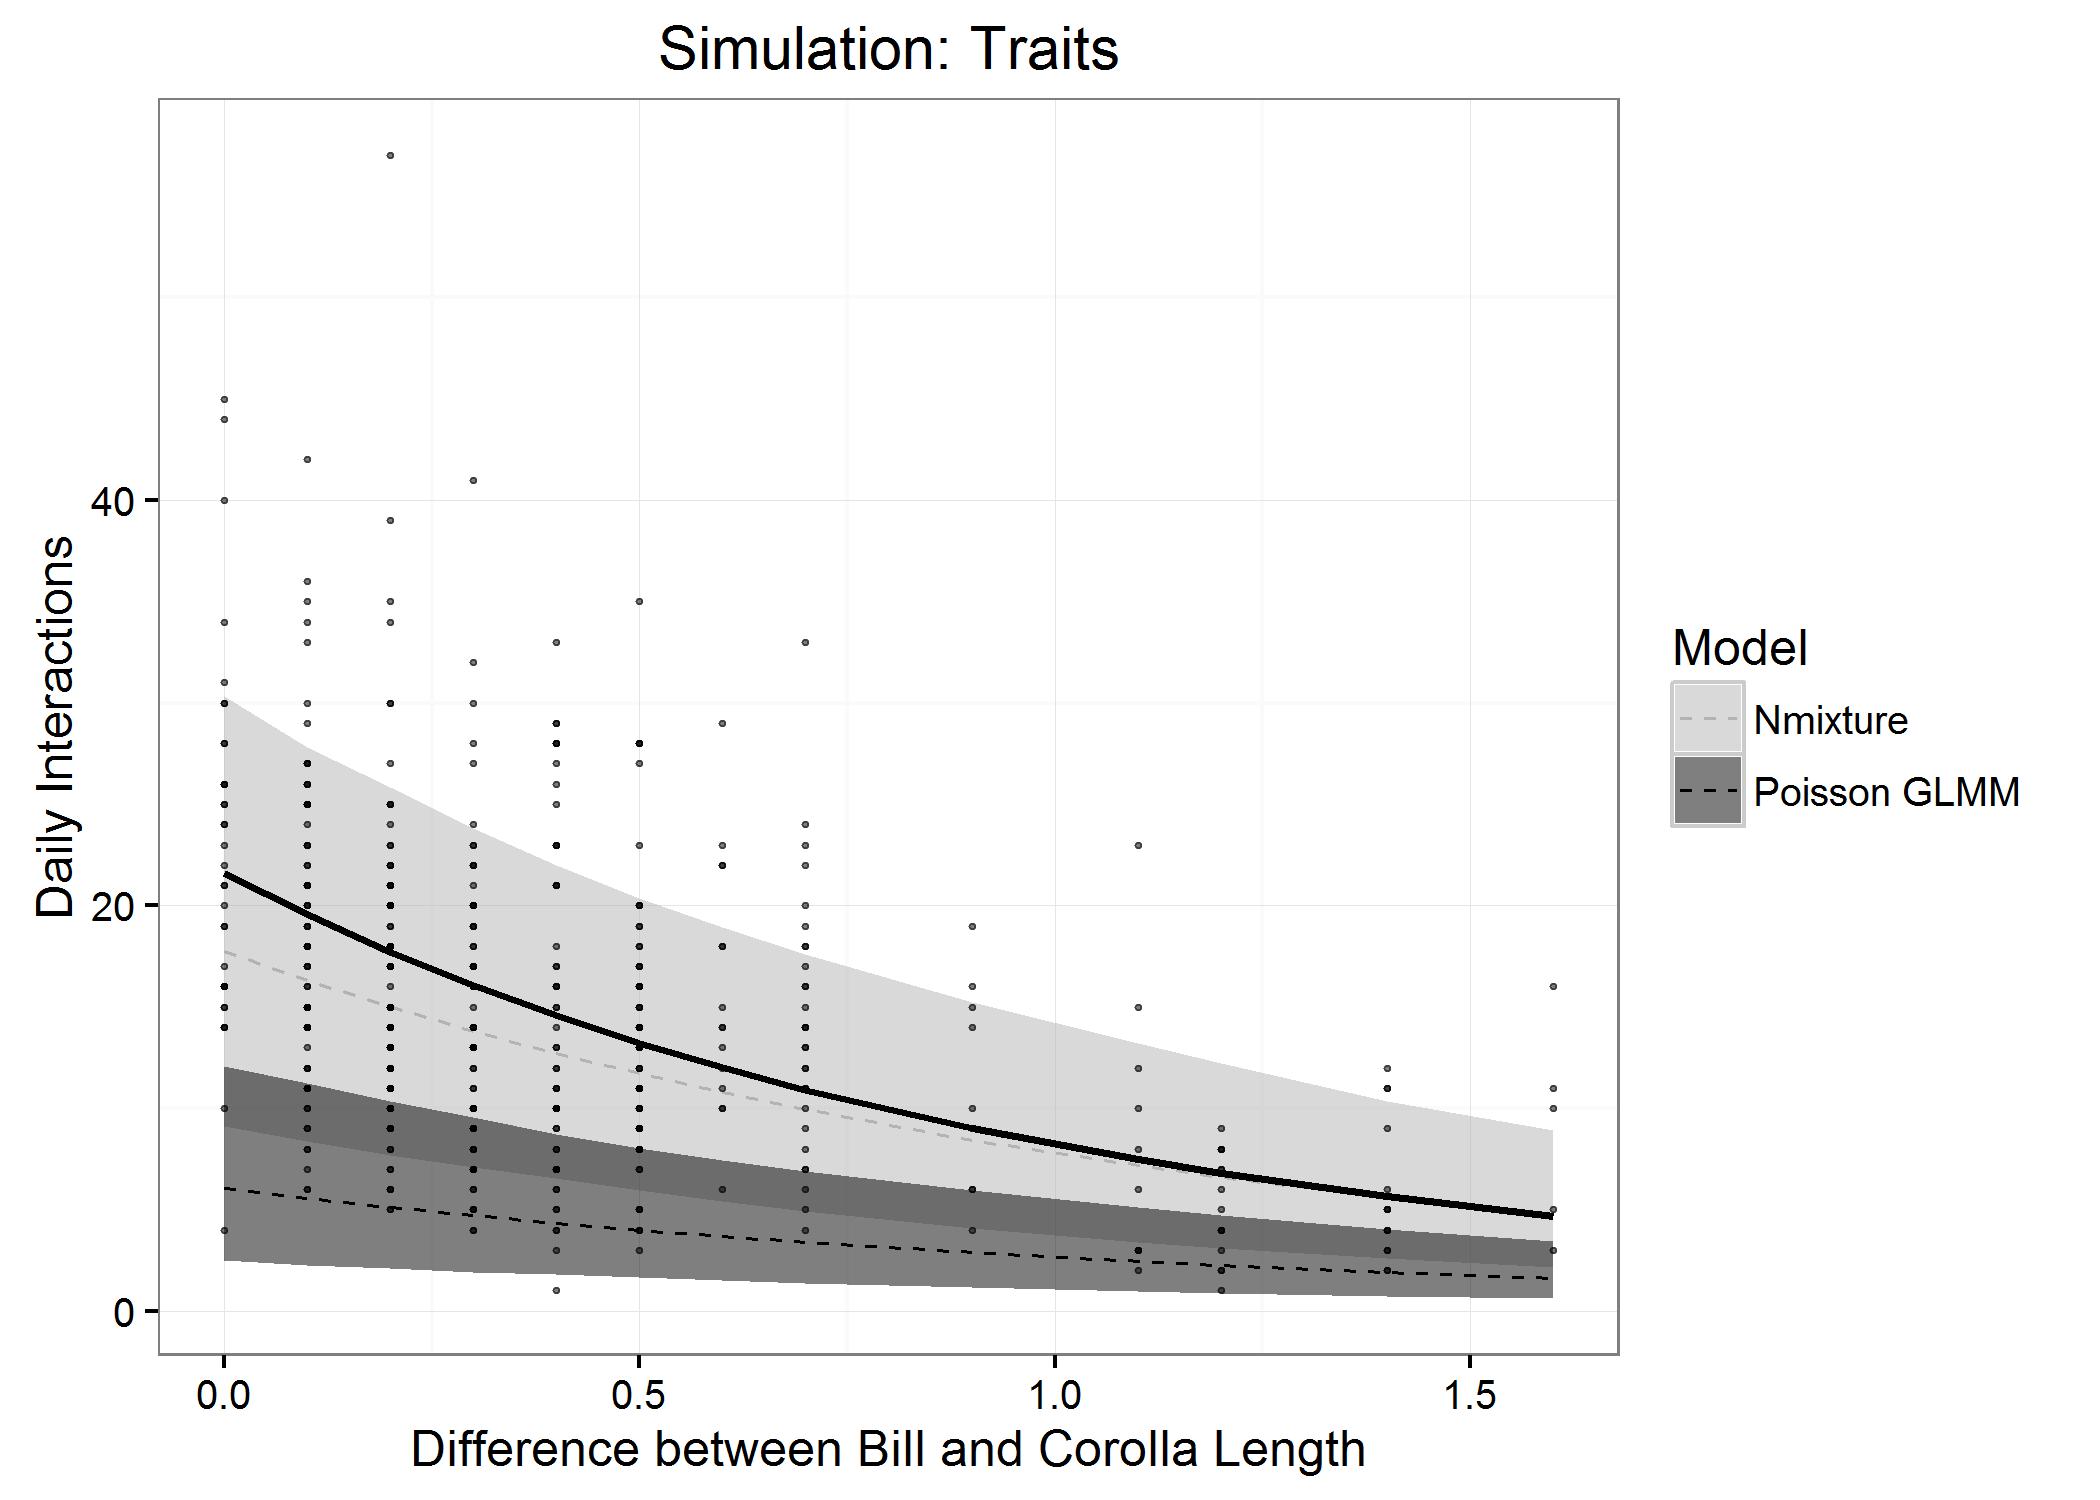 Simulation: Traits
Daily Interactions
40
20
0
0.0
0.5
1.0
1.5
Difference between Bill and Corolla Length
Model
Nmixture
Poisson GLMM